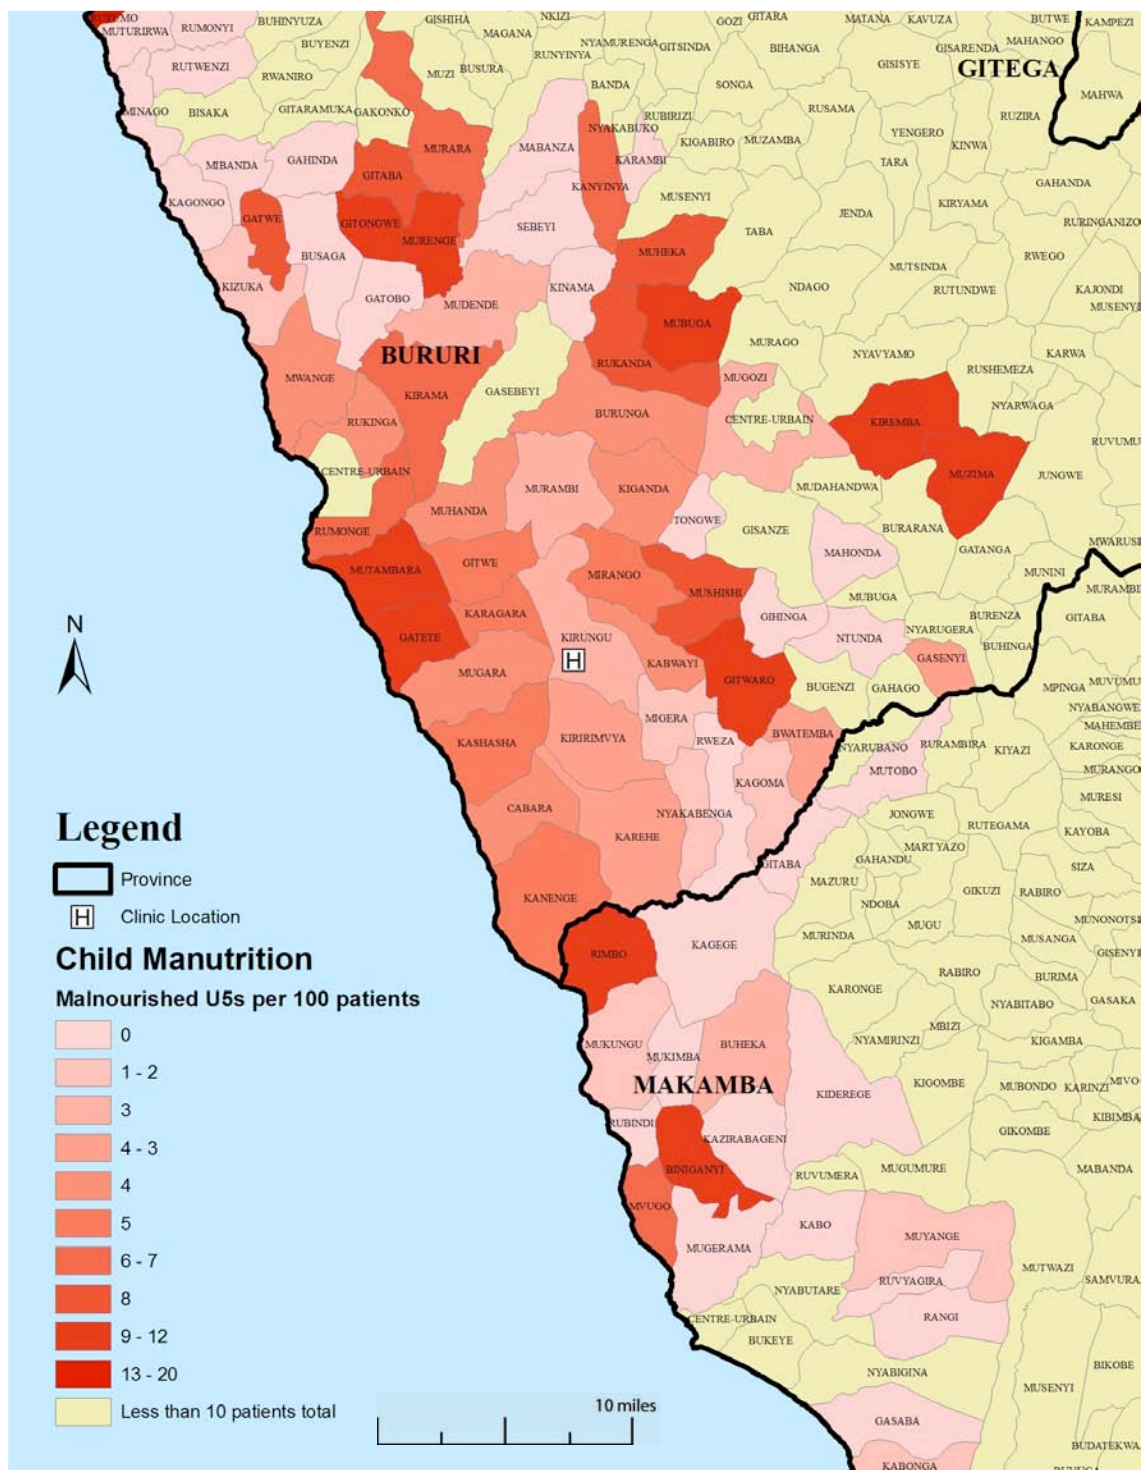 MUTURIRWA
RUMONYI
BUHINYUZA
GISHIHA
NKIZI
GOZI
GITARA
MATANA
KAVUZA
BUTWE
KAMPEZI
BUYENZI
MAGANA
RUNYINYA
NYAMURENGA
GITSINDA
BIHANGA
GISARENDA
MAHANGO
RUTWENZI
RWANIRO
MUZI
BUSURA
BANDA
SONGA
GISISYE
GITEGA
MAHWA
MINAGO
BISAKA
GITARAMUKA
GAKONKO
NYAKABUKO
RUBIRIZI
RUSAMA
RUZIRA
MURARA
MABANZA
KIGABIRO
MUZAMBA
YENGERO
KINWA
MIBANDA
GAHINDA
GITABA
KARAMBI
TARA
KAGONGO
KANYINYA
MUSENYI
KIRYAMA
GAHANDA
GATWE
GITONGWE
MURENGE
SEBEYI
TABA
JENDA
RURINGANIZO
BUSAGA
MUHEKA
MUTSINDA
RWEGO
KIZUKA
GATOBO
MUDENDE
KINAMA
NDAGO
RUTUNDWE
KAJONDI
MUSENYI
MUBUGA
MURAGO
BURURI
NYAVYAMO
KARWA
MWANGE
RUKANDA
MUGOZI
RUSHEMEZA
KIRAMA
GASEBEYI
NYARWAGA
RUKINGA
BURUNGA
CENTRE-URBAIN
KIREMBA
RUVUMU
CENTRE-URBAIN
MURAMBI
KIGANDA
MUDAHANDWA
MUZIMA
JUNGWE
MUHANDA
TONGWE
GISANZE
BURARANA
RUMONGE
MAHONDA
GATANGA
MWARUSI
MUTAMBARA
GITWE
MIRANGO
MUSHISHI
MUBUGA
MUNINI
MURAMBI
N
KARAGARA
GIHINGA
NYARUGERA
BURENZA
GITABA
GATETE
KIRUNGU
NTUNDA
BUHINGA
H
MUGARA
KABWAYI
GITWARO
GASENYI
BUGENZI
GAHAGO
MPINGA
MUVUMU
MIGERA
NYABANGWE
KASHASHA
KIRIRIMVYA
RWEZA
BWATEMBA
NYARUBANO
RURAMBIRA
KIYAZI
MAHEMBE
KARONGE
MUTOBO
MURANGO
KAGOMA
MURESI
CABARA
NYAKABENGA
JONGWE
RUTEGAMA
KAYOBA
KAREHE
MARTYAZO
GITABA
GAHANDU
SIZA
MAZURU
GIKUZI
RABIRO
KANENGE
NDOBA
MUGU
MUNONOTSI
MURINDA
MUSANGA
GISENYI
RIMBO
KAGEGE
RABIRO
BURIMA
KARONGE
NYABITABO
GASAKA
MBIZI
MUKUNGU
MUKIMBA
BUHEKA
NYAMIRINZI
KIGAMBA
MAKAMBA
KIDEREGE
KIGOMBE
MUBONDO
KARINZI
MIVO
RUBINDI
KAZIRABAGENI
GIKOMBE
KIBIMBA
BINIGANYI
RUVUMERA
MUGUMURE
MABANDA
MVUGO
KABO
MUYANGE
MUGERAMA
MUTWAZI
RUVYAGIRA
SAMVURA
NYABUTARE
CENTRE-URBAIN
RANGI
BUKEYE
NYABIGINA
BIKOBE
MUSENYI
GASABA
BUDATEKWA
KABONGA
Legend
Province
H Clinic Location
Child Manutrition
Malnourished U5s per 100 patients
0
1 - 2
3
4 - 3
4
5
6 - 7
8
9 - 12
13 - 20
Less than 10 patients total
10 miles